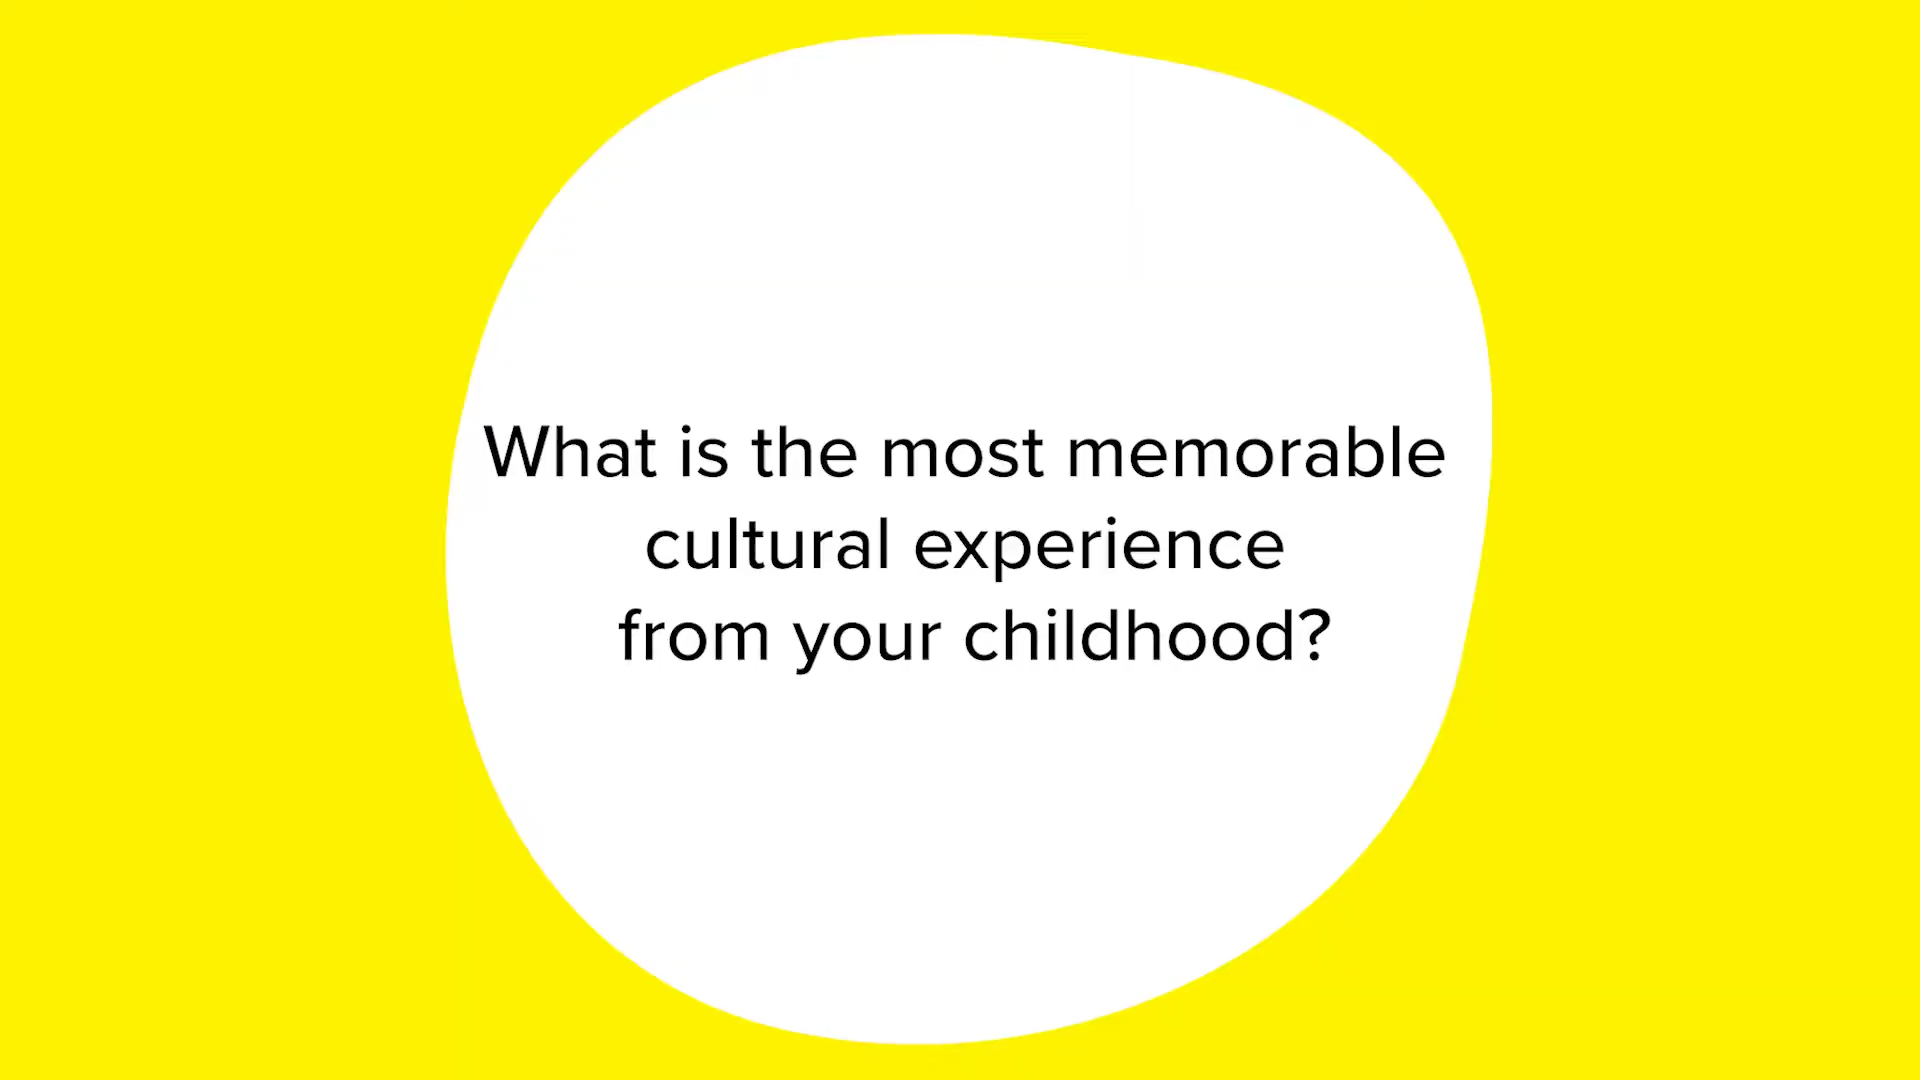 What is the most memorable
cultural experience
from your childhood?